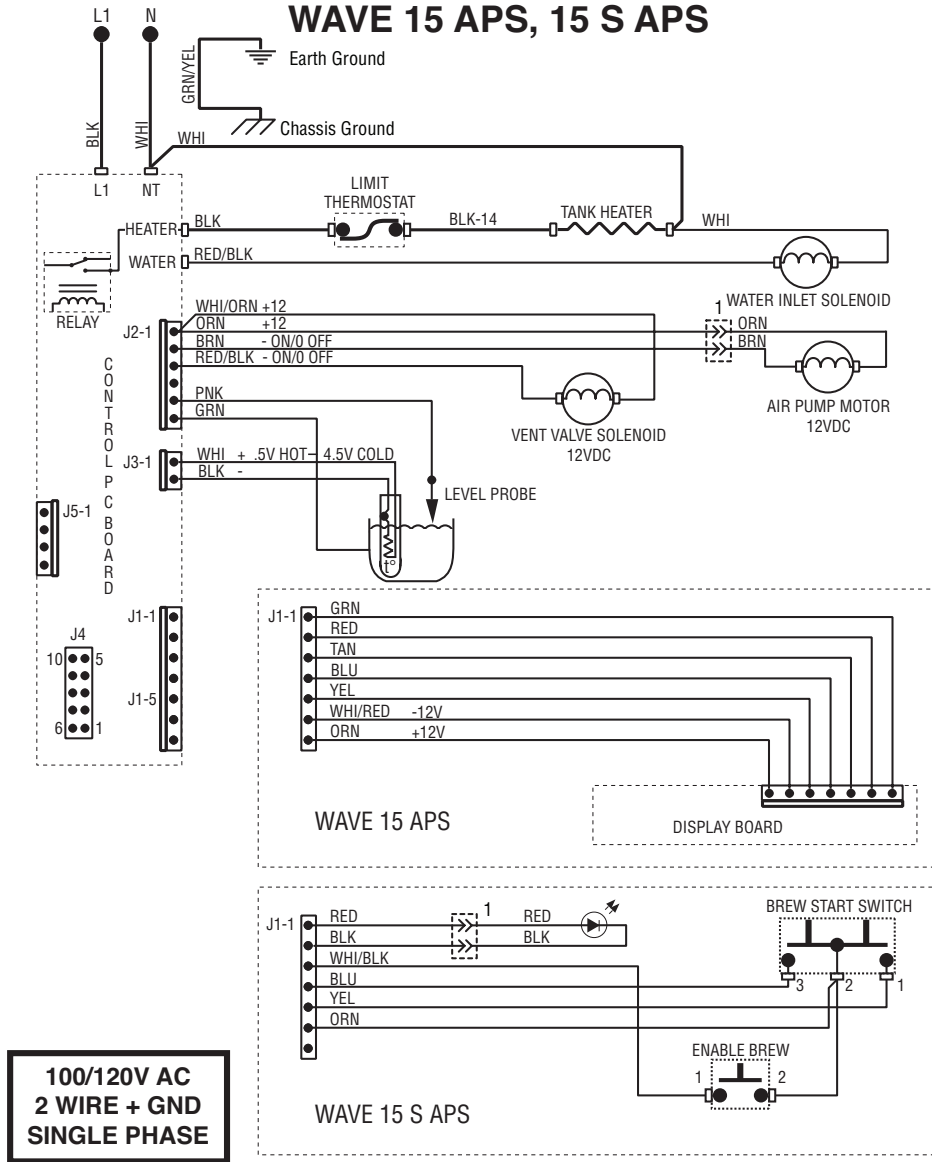 WAVE 15 APS, 15 S APS
L1 N
Earth Ground
GRN/YEL
Chassis Ground
BLK
WHI
WHI
L1 NT
LIMIT
THERMOSTAT
HEATER BLK
BLK-14
TANK HEATER
WHI
WATER RED/BLK
WATER INLET SOLENOID
RELAY
WHI/ORN +12
J2-1 ORN +12
1
ORN
BRN - ON/0 OFF
BRN
RED/BLK - ON/0 OFF
PNK
GRN
AIR PUMP MOTOR
12VDC
VENT VALVE SOLENOID
12VDC
CONTROL PC BOARD
J3-1 WHI + .5V HOT– 4.5V COLD
BLK -
LEVEL PROBE
t°
J5-1
J1-1
J4
10 5
J1-5
6 1
J1-1 GRN
RED
TAN
BLU
YEL
WHI/RED -12V
ORN +12V
WAVE 15 APS
DISPLAY BOARD
J1-1 RED 1 RED
BLK BLK
WHI/BLK
BLU
YEL
ORN
BREW START SWITCH
3 2 1
ENABLE BREW
1 2
WAVE 15 S APS
100/120V AC
2 WIRE + GND
SINGLE PHASE